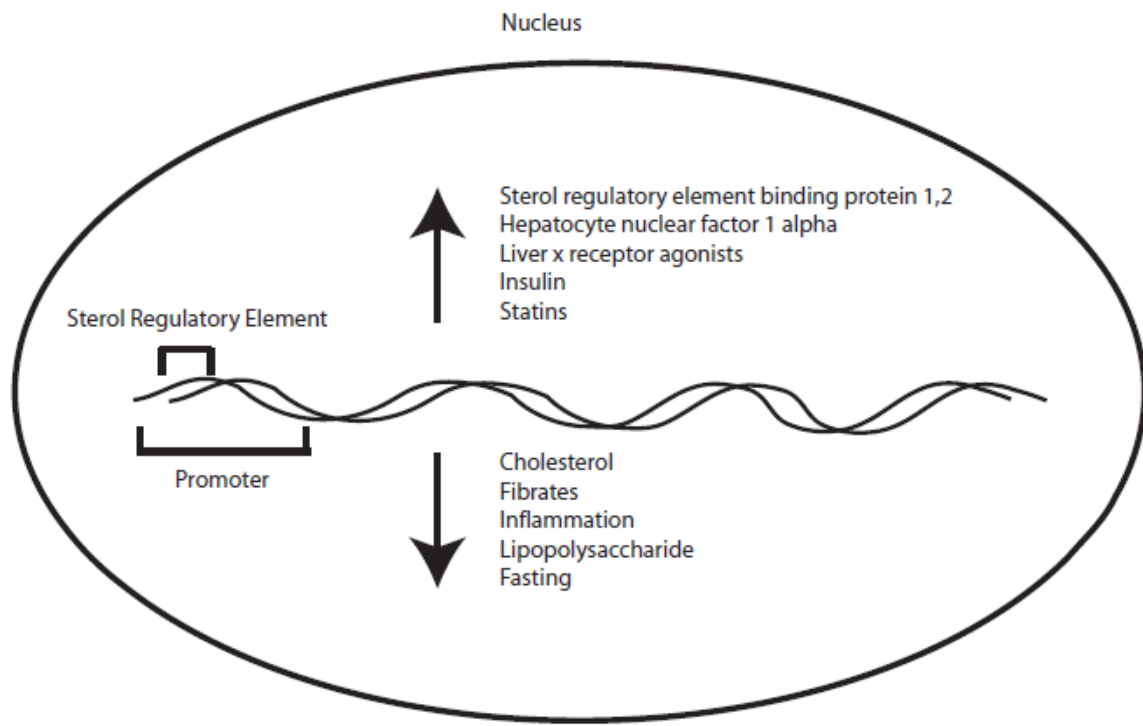 Nucleus
Sterol regulatory element binding protein 1,2
Hepatocyte nuclear factor 1 alpha
Liver x receptor agonists
Insulin
Statins
Sterol Regulatory Element
Promoter
Cholesterol
Fibrates
Inflammation
Lipopolysaccharide
Fasting